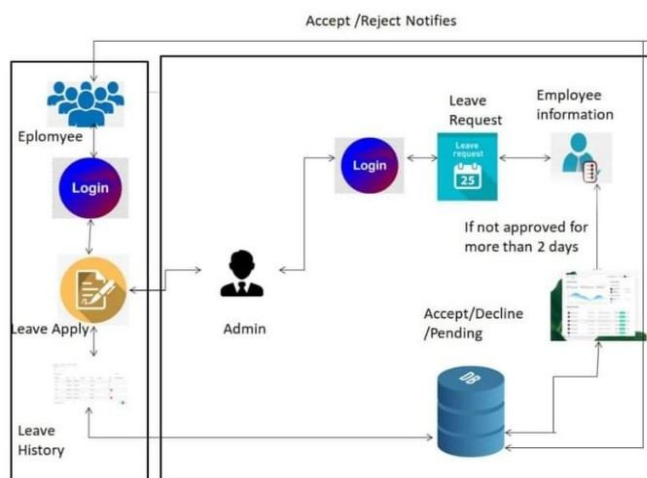 Accept /Reject Notifies
Eplomyee
Login
Leave Apply
Leave
History
Admin
Login
Leave
Request
Leave
request
25
Employee
information
If not approved for
more than 2 days
Accept/Decline
/Pending
DB